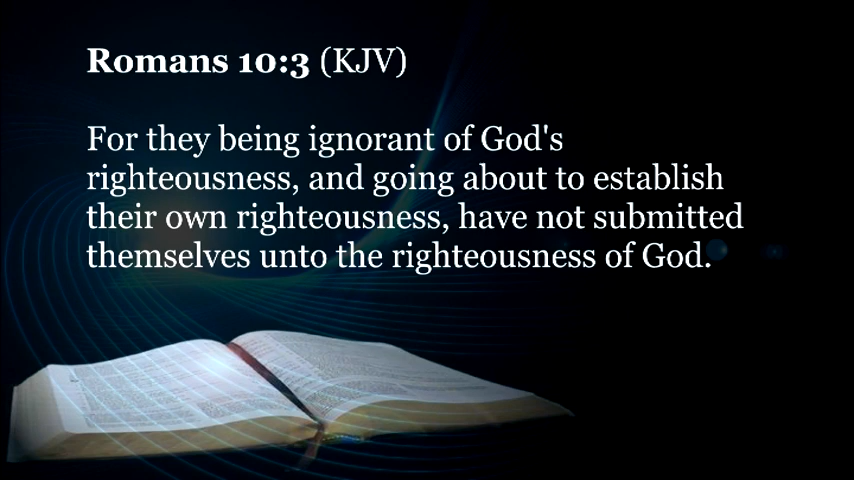 Romans 10:3 (KJV)
For they being ignorant of God's
righteousness, and going about to establish
their own righteousness, have not submitted
themselves unto the righteousness of God.